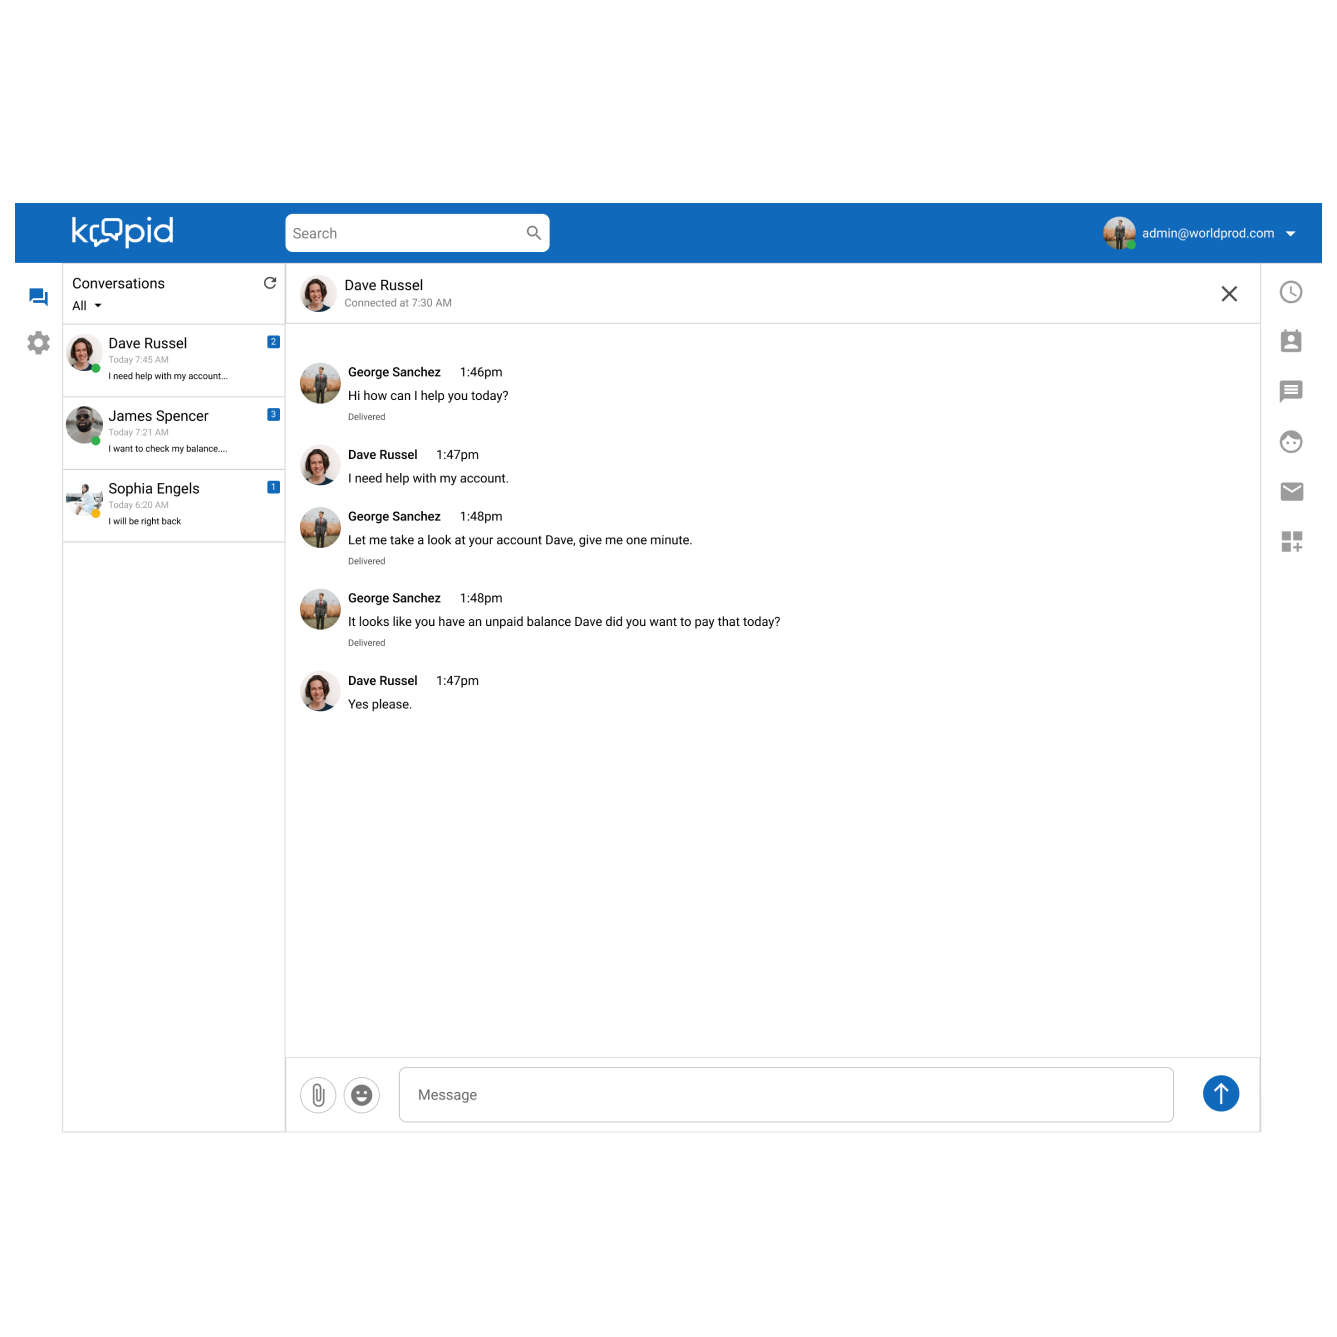 koopid
Search
admin@worldprod.com
Conversations
All
Dave Russel
2
Today 7:45 AM
I need help with my account...
James Spencer
3
Today 7:21 AM
I want to check my balance....
Sophia Engels
1
Today 6:20 AM
I will be right back
Dave Russel
Connected at 7:30 AM
George Sanchez 1:46pm
Hi how can I help you today?
Delivered
Dave Russel 1:47pm
I need help with my account.
George Sanchez 1:48pm
Let me take a look at your account Dave, give me one minute.
Delivered
George Sanchez 1:48pm
It looks like you have an unpaid balance Dave did you want to pay that today?
Delivered
Dave Russel 1:47pm
Yes please.
Message